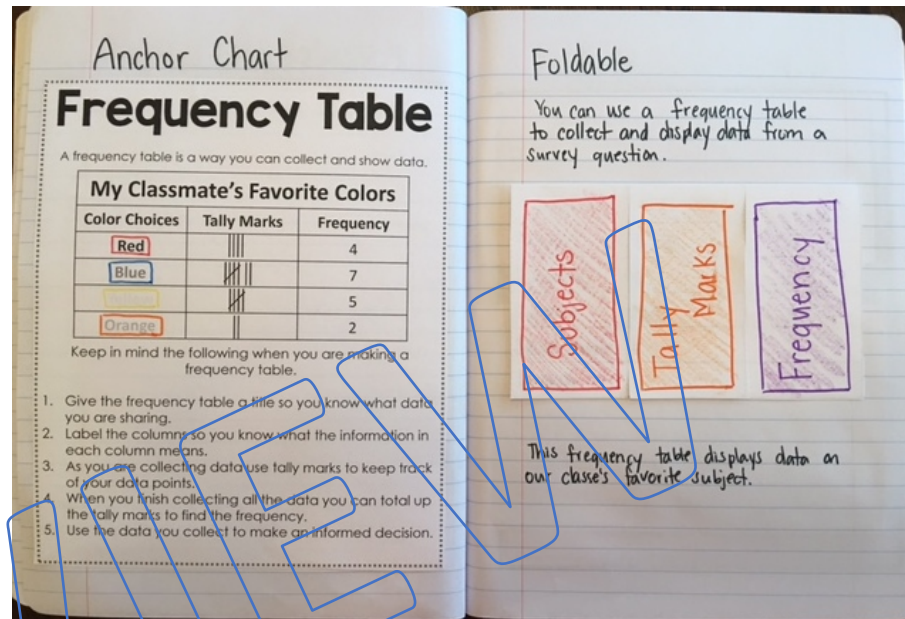 Anchor Chart
Frequency Table
A frequency table is a way you can collect and show data.
My Classmate's Favorite Colors
Color Choices Tally Marks Frequency
Red 4
Blue 7
Yellow 5
Orange 2
Keep in mind the following when you are making a
frequency table.
1. Give the frequency table a title so you know what data
you are sharing.
2. Label the columns so you know what the information in
each column means.
3. As you are collecting data use tally marks to keep track
of your data points.
4. When you finish collecting all the data you can total up
the tally marks to find the frequency.
5. Use the data you collect to make an informed decision.
Foldable
You can use a frequency table
to collect and display data from a
survey question.
Subjects
Tally
Marks
Frequency
This frequency table displays data on
our classe's favorite subject.
VIEW